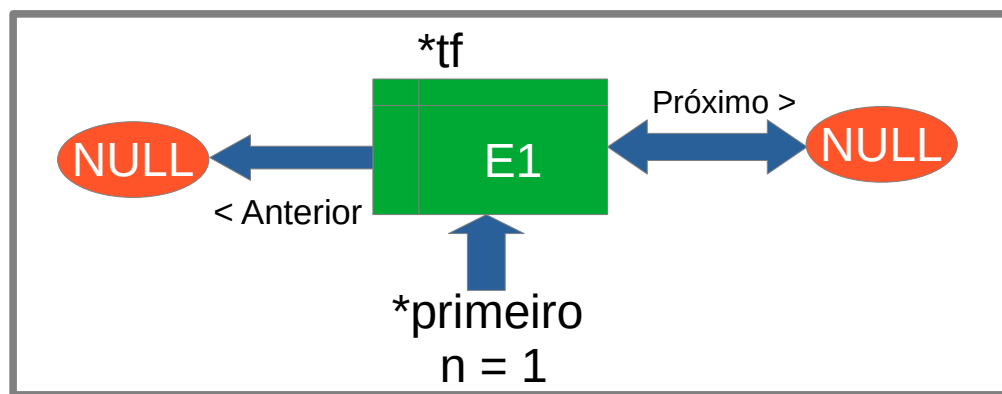 *tf
Próximo >
NULL
E1
NULL
< Anterior
*primeiro
n = 1